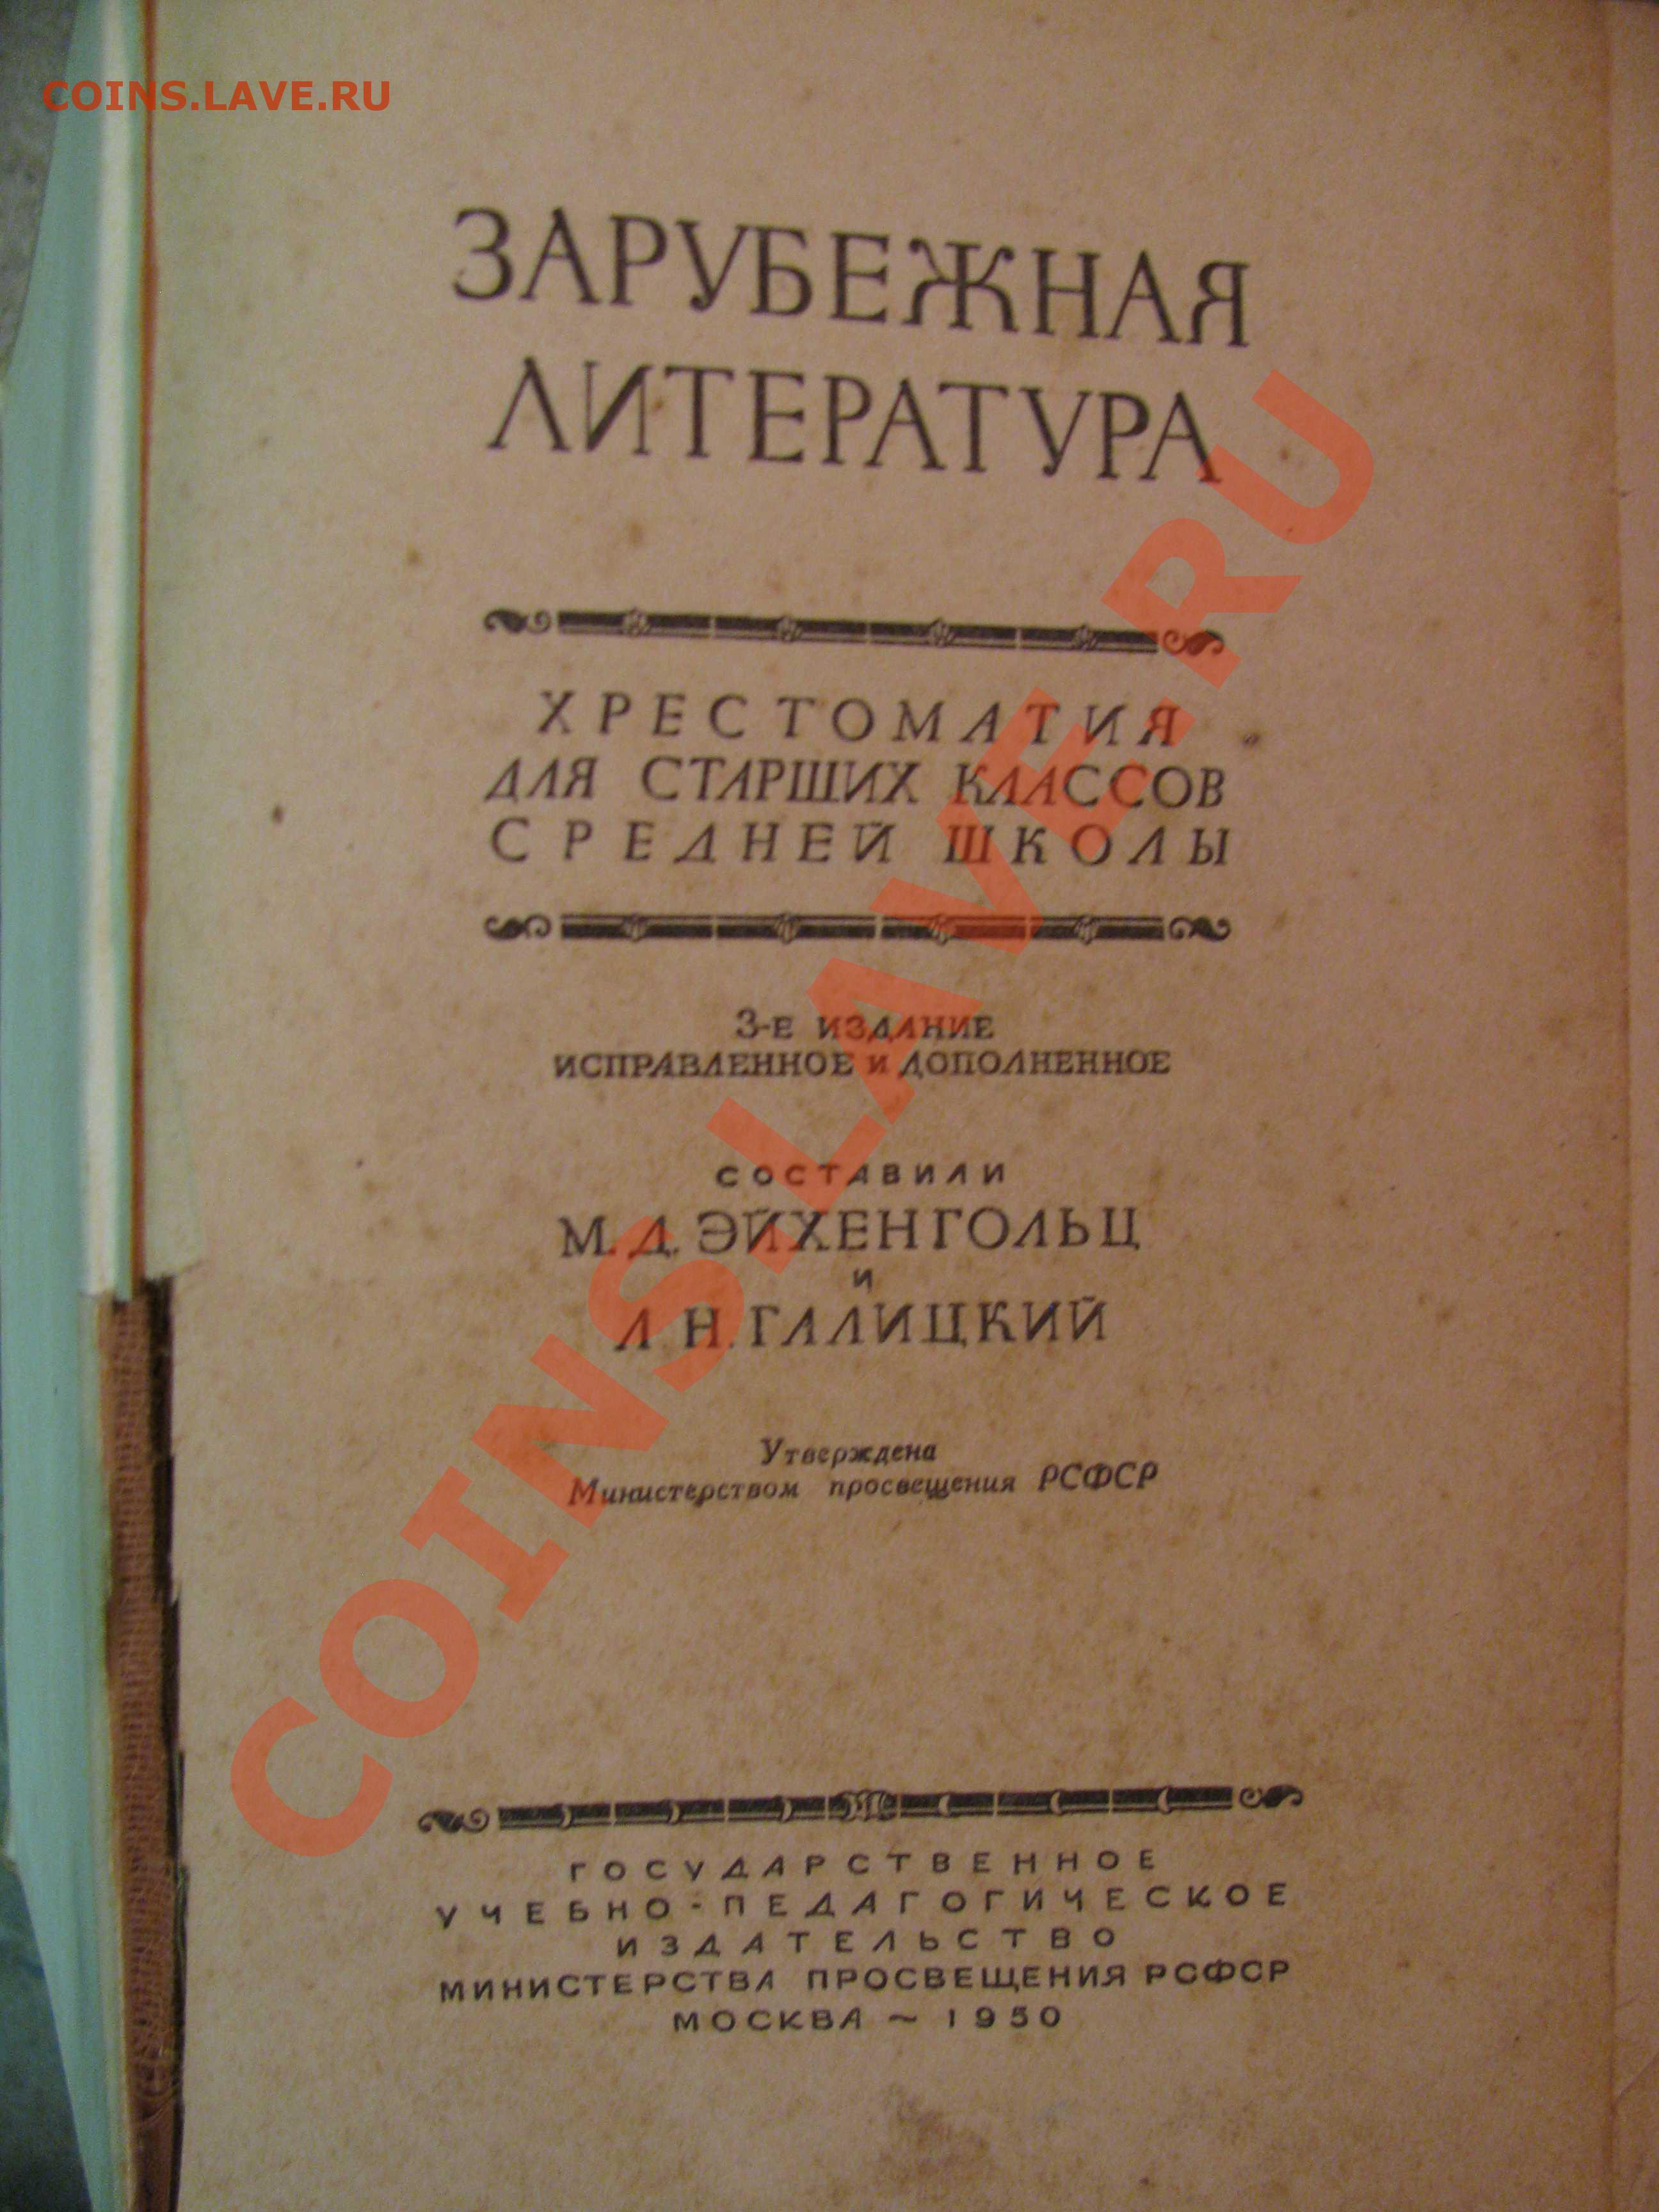 COINS.LAVE.RU
ЗАРУБЕЖНАЯ
ЛИТЕРАТУРА
ХРЕСТОМАТИЯ
ДЛЯ СТАРШИХ КЛАССОВ
СРЕДНЕЙ ШКОЛЫ
3-Е ИЗДАНИЕ
ИСПРАВЛЕННОЕ И ДОПОЛНЕННОЕ
СОСТАВИЛИ
М. Д. ЭЙХЕНГОЛЬЦ
И
Л. Н. ГАЛИЦКИЙ
Утверждена
Министерством просвещения РСФСР
COINS.LAVE.RU
ГОСУДАРСТВЕННОЕ
УЧЕБНО-ПЕДАГОГИЧЕСКОЕ
ИЗДАТЕЛЬСТВО
МИНИСТЕРСТВА ПРОСВЕЩЕНИЯ РСФСР
МОСКВА ~ 1950